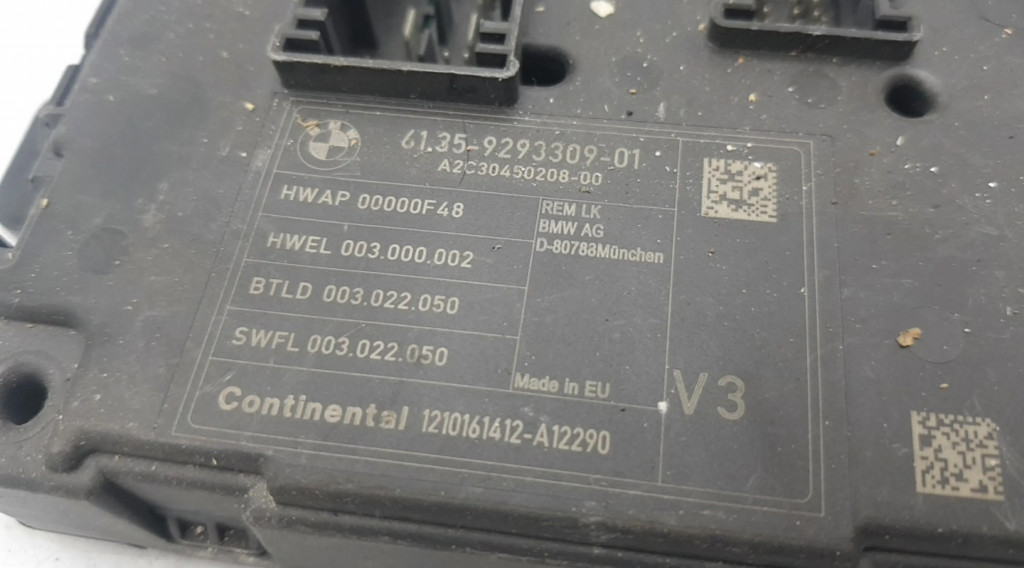 BMW
61.35-9293309-01
A2C30450208-00
HWAP 00000F48
HWEL 003.000.002
BTLD 003.022.050
SWFL 003.022.050
REM LK
BMW AG
D-80788München
Made in EU
Continental 1210161412-A12290
V3